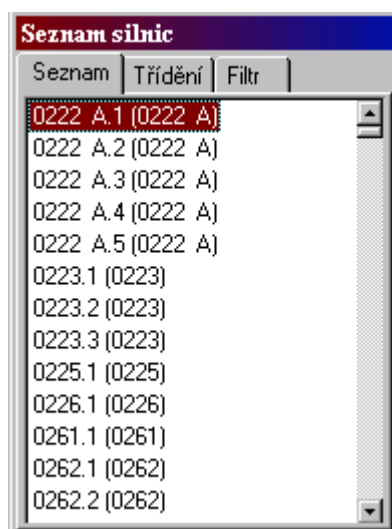 Seznam silnic
Seznam Třídění Filtr
0222 A.1 (0222 A)
0222 A.2 (0222 A)
0222 A.3 (0222 A)
0222 A.4 (0222 A)
0222 A.5 (0222 A)
0223.1 (0223)
0223.2 (0223)
0223.3 (0223)
0225.1 (0225)
0226.1 (0226)
0261.1 (0261)
0262.1 (0262)
0262.2 (0262)